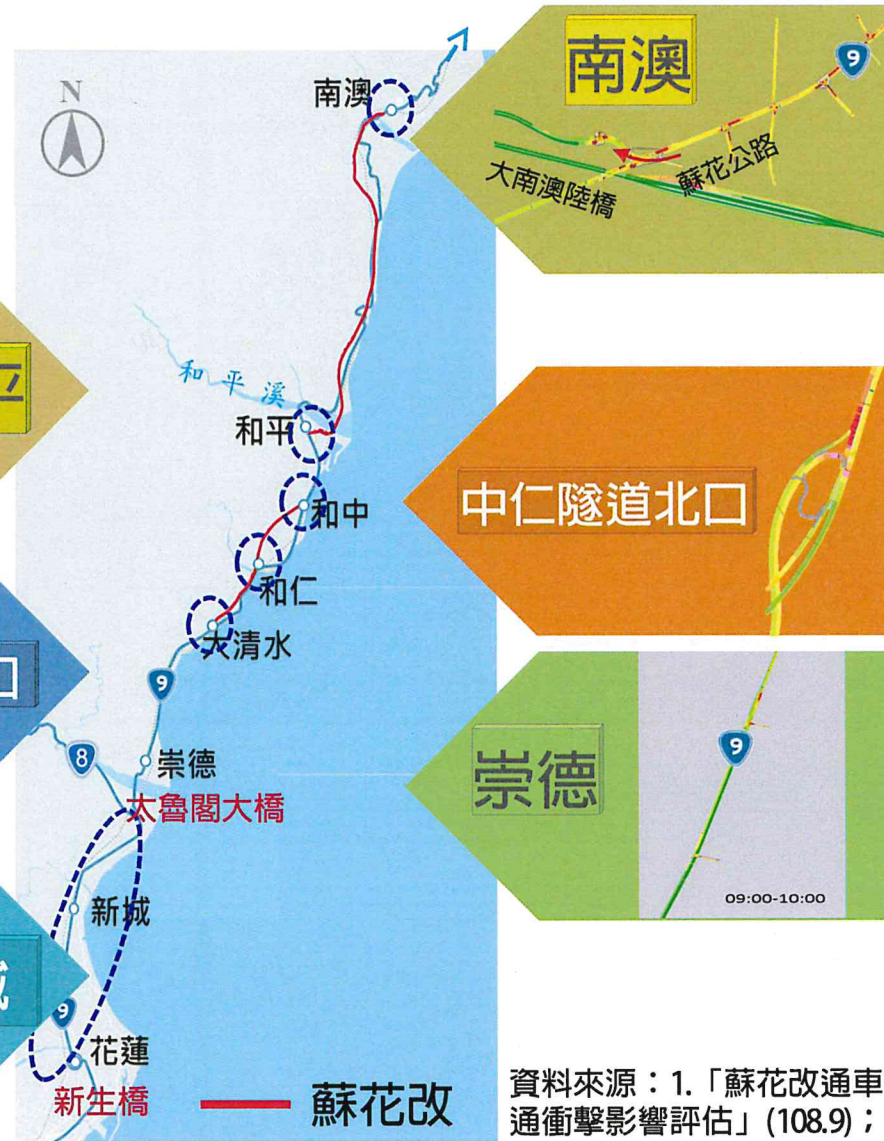 N
南澳
和平溪
和平
和中
和仁
大清水
9
8
崇德
太魯閣大橋
新城
9
花蓮
新生橋
蘇花改
南澳
9
大南澳陸橋
蘇花公路
中仁隧道北口
崇德
9
09:00-10:00
口
資料來源：1.「蘇花改通車
通衝擊影響評估」(108.9)；